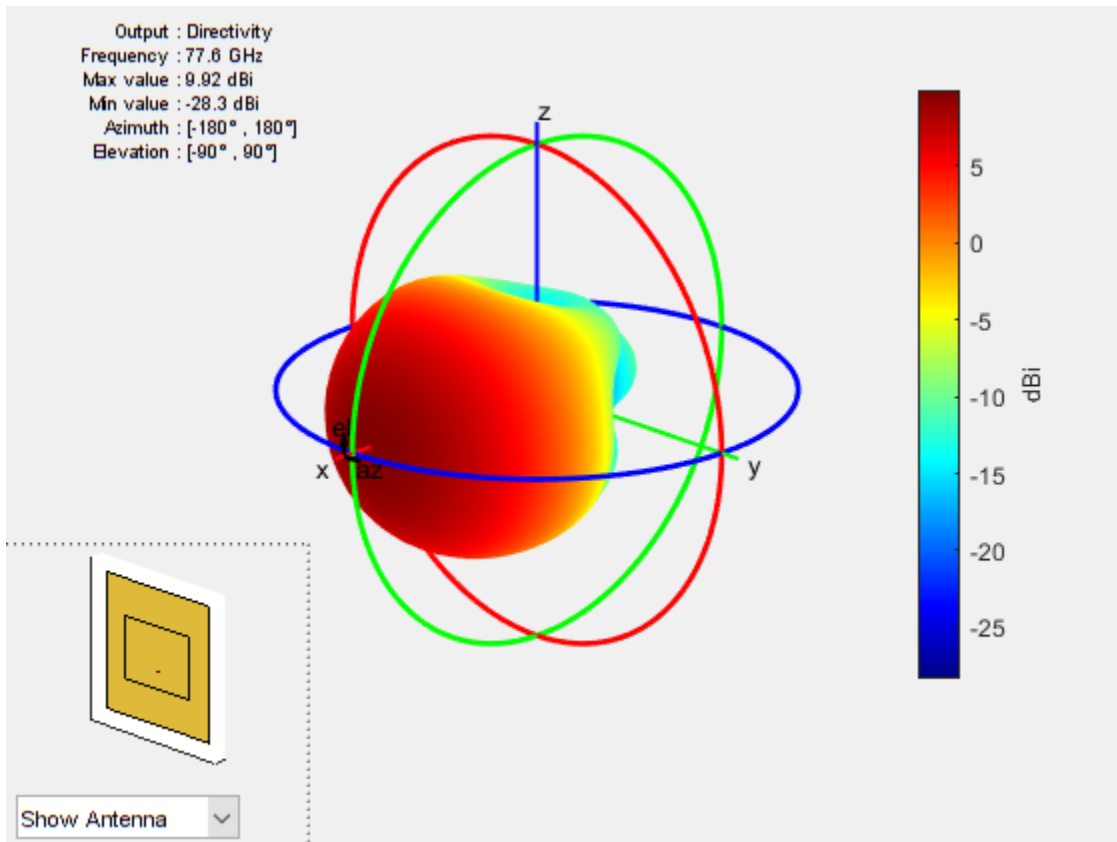 Output : Directivity
Frequency : 77.6 GHz
Max value : 9.92 dBi
Min value : -28.3 dBi
Azimuth : [-180° , 180°]
Elevation : [-90° , 90°]
z
5
0
-5
-10
-15
-20
-25
dBi
el
x
az
y
Show Antenna